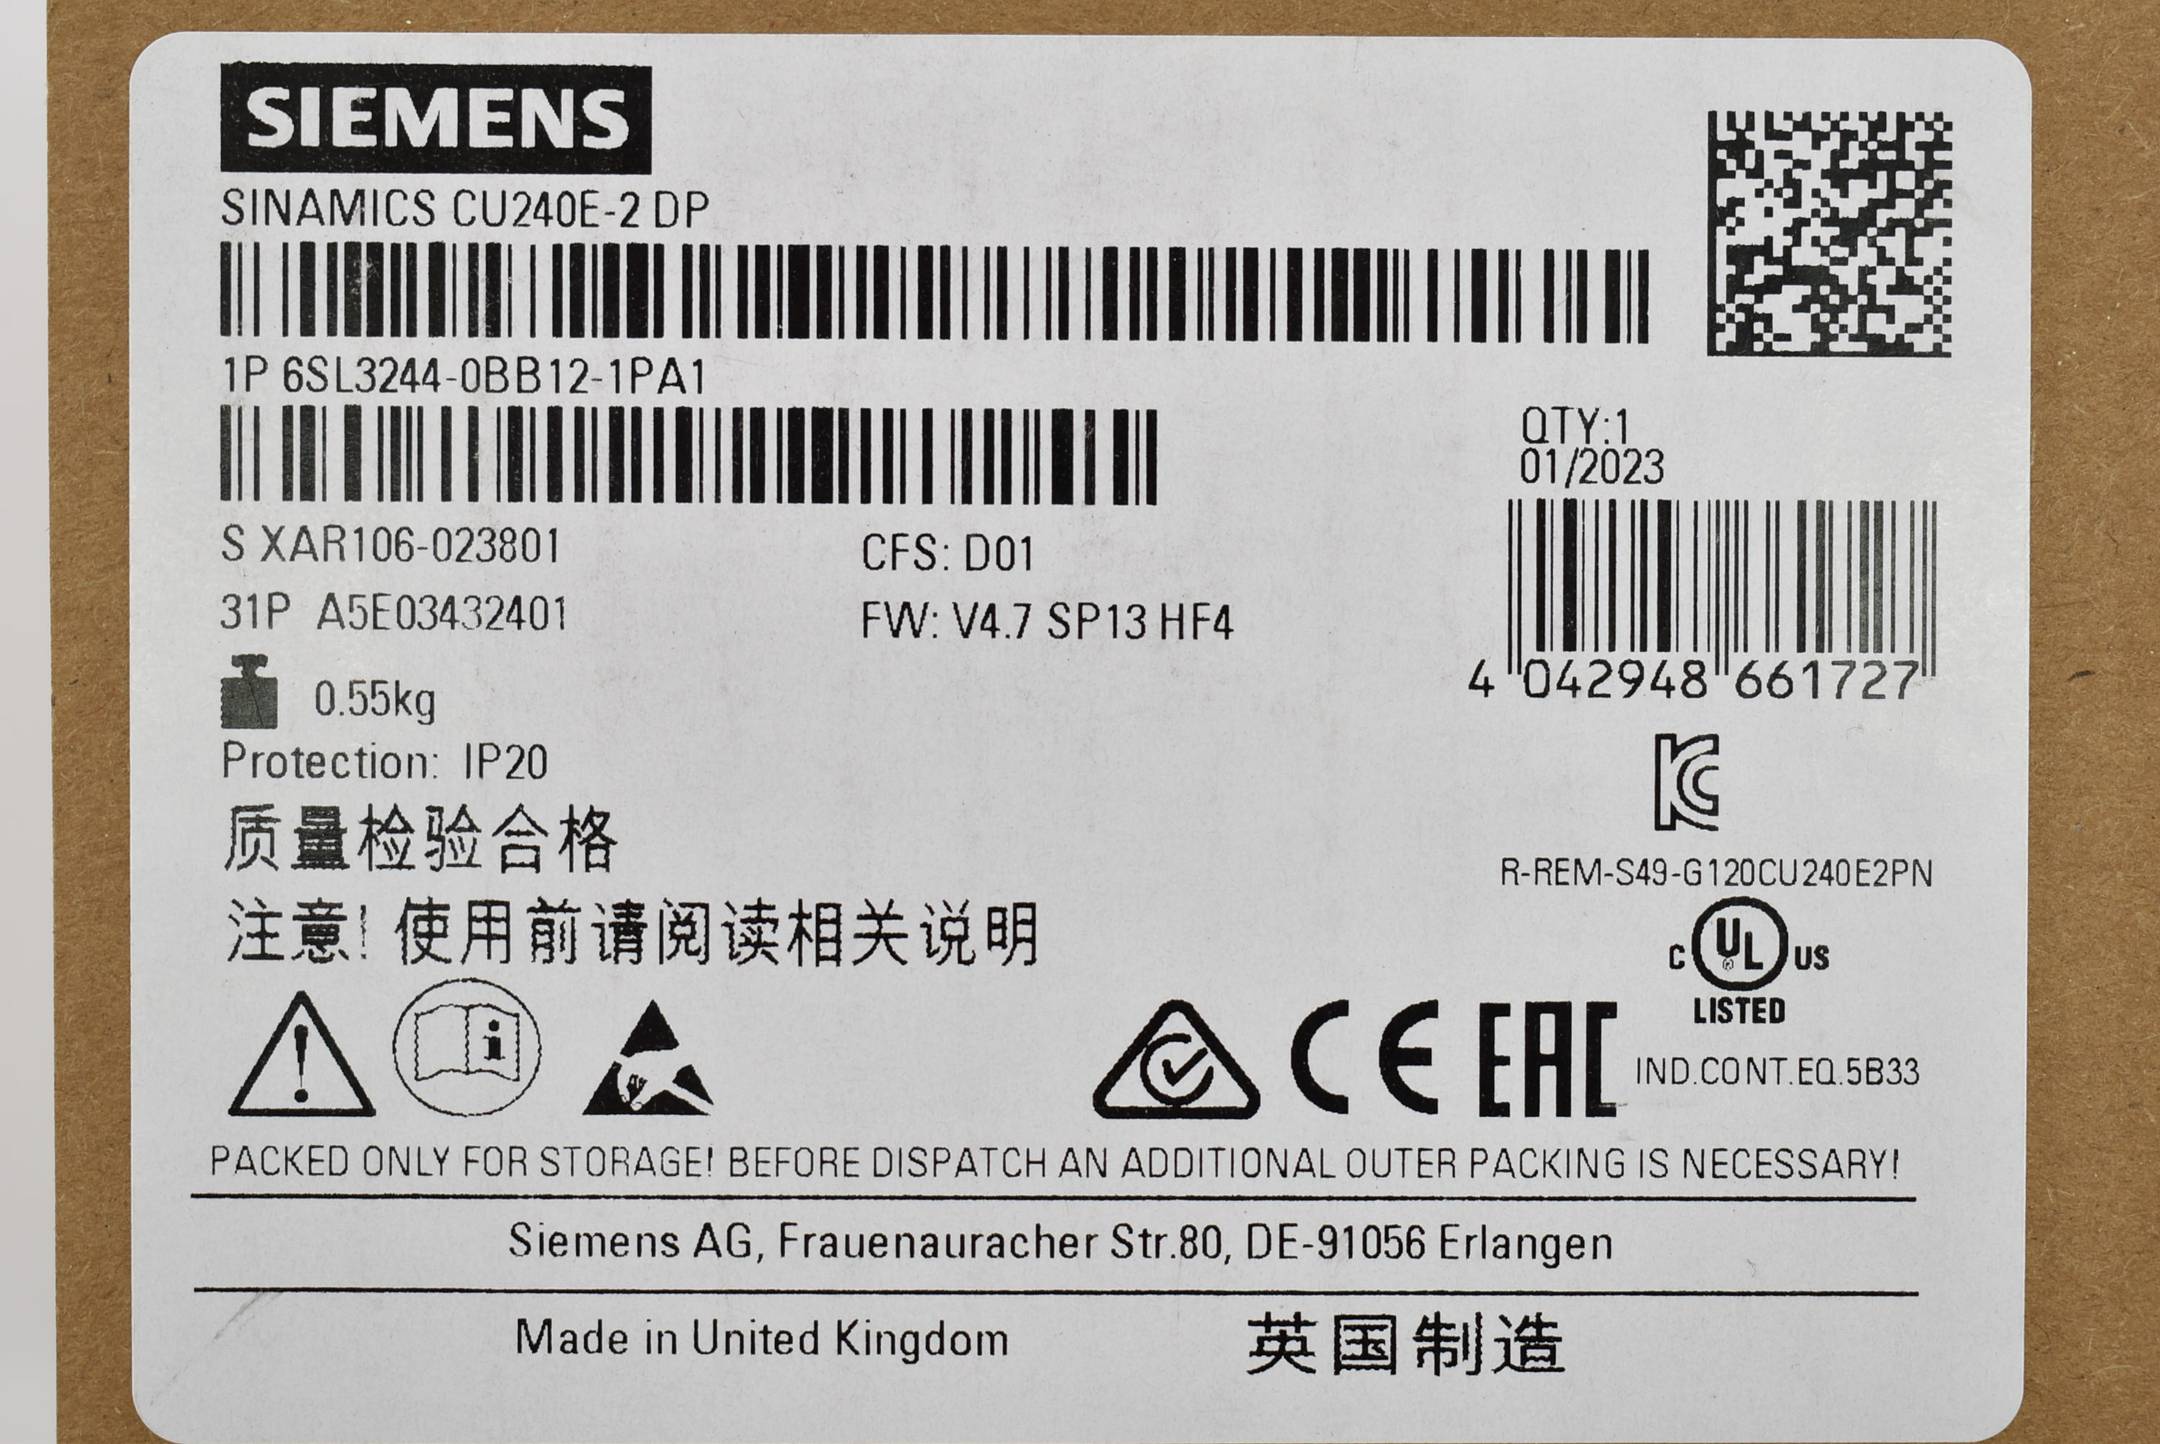 SIEMENS
SINAMICS CU240E-2 DP
1P 6SL3244-0BB12-1PA1
QTY:1
01/2023
S XAR106-023801
CFS: D01
31P A5E03432401
FW: V4.7 SP13 HF4
4 042948 661727
0.55kg
Protection: IP20
质量检验合格
R-REM-S49-G120CU240E2PN
注意! 使用前请阅读相关说明
C UL ® US
LISTED
CE EAC IND.CONT.EQ.5B33
PACKED ONLY FOR STORAGE! BEFORE DISPATCH AN ADDITIONAL OUTER PACKING IS NECESSARY!
Siemens AG, Frauenauracher Str.80, DE-91056 Erlangen
Made in United Kingdom 英国制造